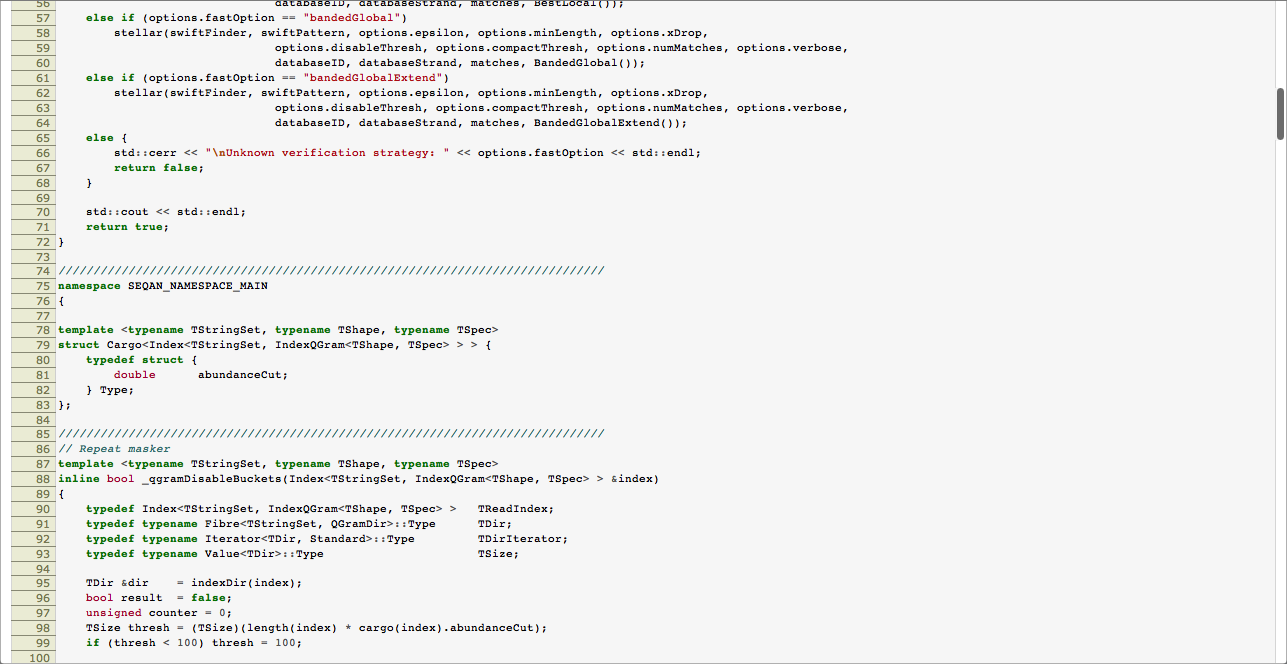 56                                databaseID, databaseStrand, matches, BestLocal());
57     else if (options.fastOption == "bandedGlobal")
58         stellar(swiftFinder, swiftPattern, options.epsilon, options.minLength, options.xDrop,
59                                options.disableThresh, options.compactThresh, options.numMatches, options.verbose,
60                                databaseID, databaseStrand, matches, BandedGlobal());
61     else if (options.fastOption == "bandedGlobalExtend")
62         stellar(swiftFinder, swiftPattern, options.epsilon, options.minLength, options.xDrop,
63                                options.disableThresh, options.compactThresh, options.numMatches, options.verbose,
64                                databaseID, databaseStrand, matches, BandedGlobalExtend());
65     else {
66         std::cerr << "\nUnknown verification strategy: " << options.fastOption << std::endl;
67         return false;
68     }
69
70     std::cout << std::endl;
71     return true;
72 }
73
74 //////////////////////////////////////////////////////////////////////////////
75 namespace SEQAN_NAMESPACE_MAIN
76 {
77
78 template <typename TStringSet, typename TShape, typename TSpec>
79 struct Cargo<Index<TStringSet, IndexQGram<TShape, TSpec> > > {
80     typedef struct {
81         double      abundanceCut;
82     } Type;
83 };
84
85 //////////////////////////////////////////////////////////////////////////////
86 // Repeat masker
87 template <typename TStringSet, typename TShape, typename TSpec>
88 inline bool _qgramDisableBuckets(Index<TStringSet, IndexQGram<TShape, TSpec> > &index)
89 {
90     typedef Index<TStringSet, IndexQGram<TShape, TSpec> >   TReadIndex;
91     typedef typename Fibre<TStringSet, QGramDir>::Type      TDir;
92     typedef typename Iterator<TDir, Standard>::Type         TDirIterator;
93     typedef typename Value<TDir>::Type                      TSize;
94
95     TDir &dir    = indexDir(index);
96     bool result  = false;
97     unsigned counter = 0;
98     TSize thresh = (TSize)(length(index) * cargo(index).abundanceCut);
99     if (thresh < 100) thresh = 100;
100